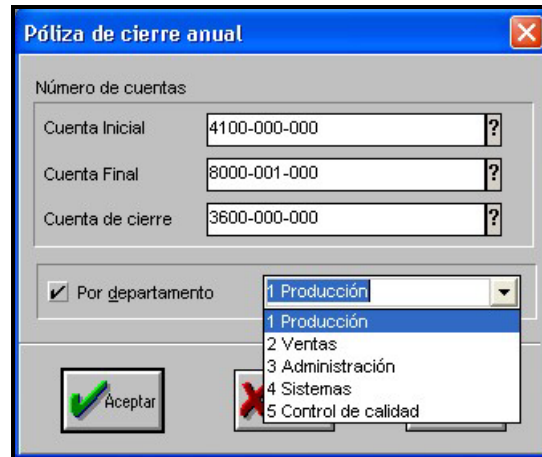 Póliza de cierre anual
Número de cuentas
Cuenta Inicial 4100-000-000 ?
Cuenta Final 8000-001-000 ?
Cuenta de cierre 3600-000-000 ?
Por departamento 1 Producción
1 Producción
2 Ventas
3 Administración
4 Sistemas
5 Control de calidad
Aceptar